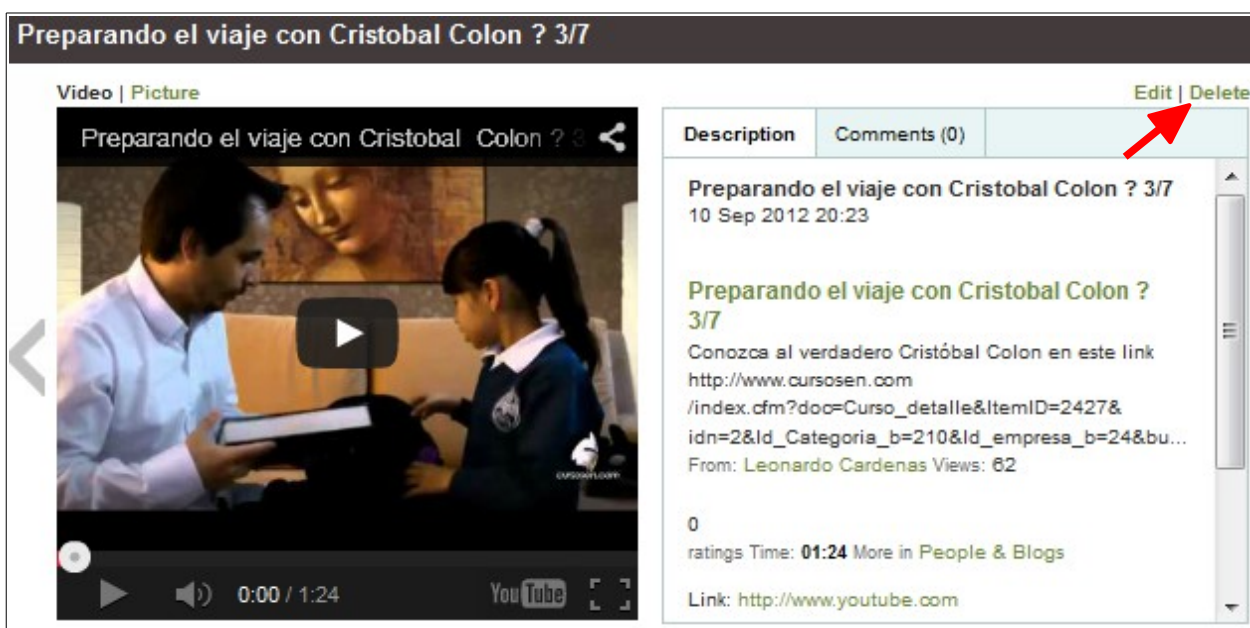 Preparando el viaje con Cristobal Colon ? 3/7
Video | Picture
Edit | Delete
Preparando el viaje con Cristobal Colon ? 3
cursosen.com
0:00 / 1:24
YouTube
Description
Comments (0)
Preparando el viaje con Cristobal Colon ? 3/7
10 Sep 2012 20:23
Preparando el viaje con Cristobal Colon ?
3/7
Conozca al verdadero Cristóbal Colon en este link
http://www.cursosen.com
/index.cfm?doc=Curso_detalle&ItemID=2427&
idn=2&Id_Categoria_b=210&Id_empresa_b=24&bu...
From: Leonardo Cardenas Views: 62
0
ratings Time: 01:24 More in People & Blogs
Link: http://www.youtube.com